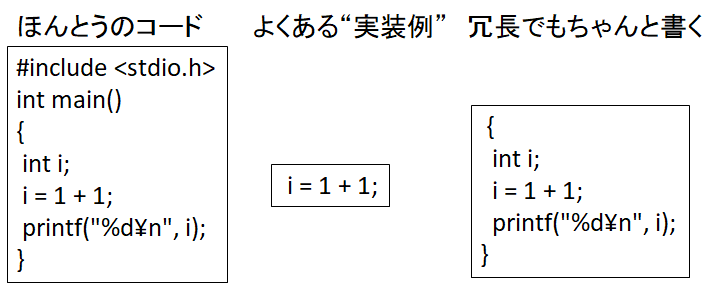 ほんとうのコード
#include <stdio.h>
int main()
{
int i;
i = 1 + 1;
printf("%d¥n", i);
}
よくある“実装例”
i = 1 + 1;
冗長でもちゃんと書く
{
int i;
i = 1 + 1;
printf("%d¥n", i);
}